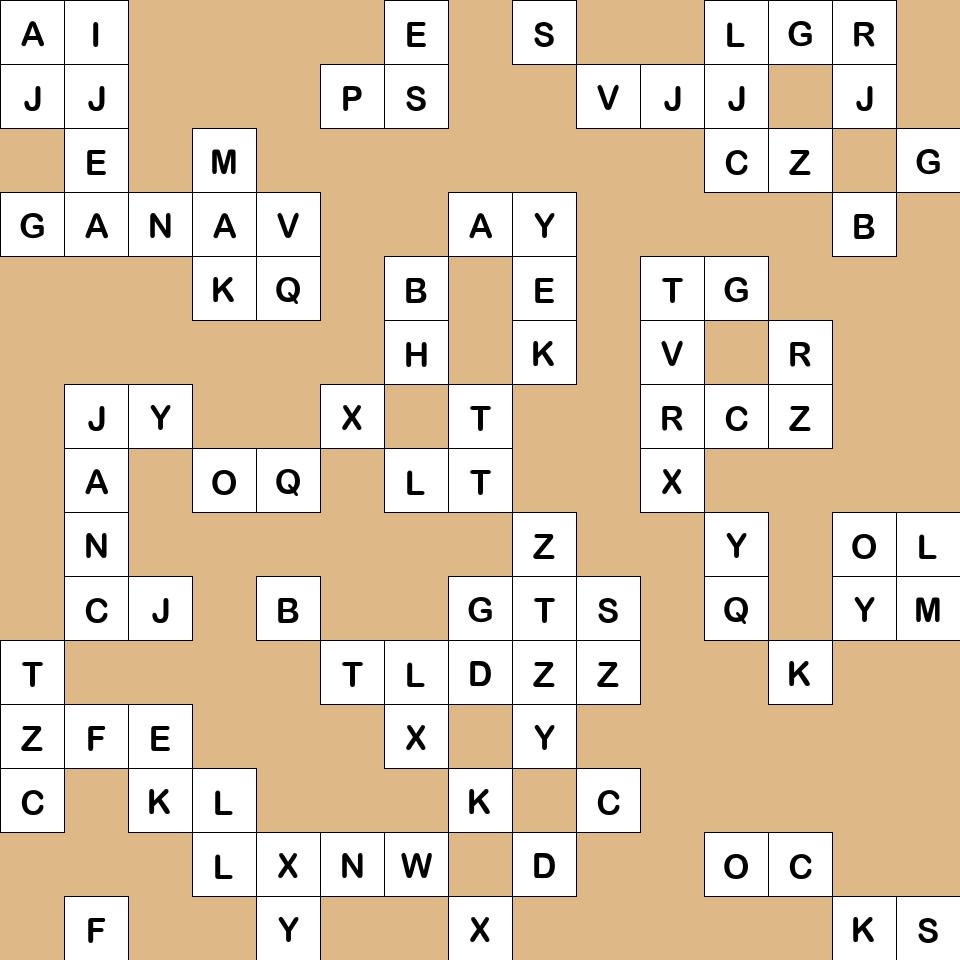 A I E S L G R
J J P S V J J J
E M C Z G
G A N A V A Y B
K Q B E T G
H K V R
J Y X T R C Z
A O Q L T X
N Z Y O L
C J B G T S Q Y M
T T L D Z Z K
Z F E X Y
C K L K C
L X N W D O C
F Y X K S